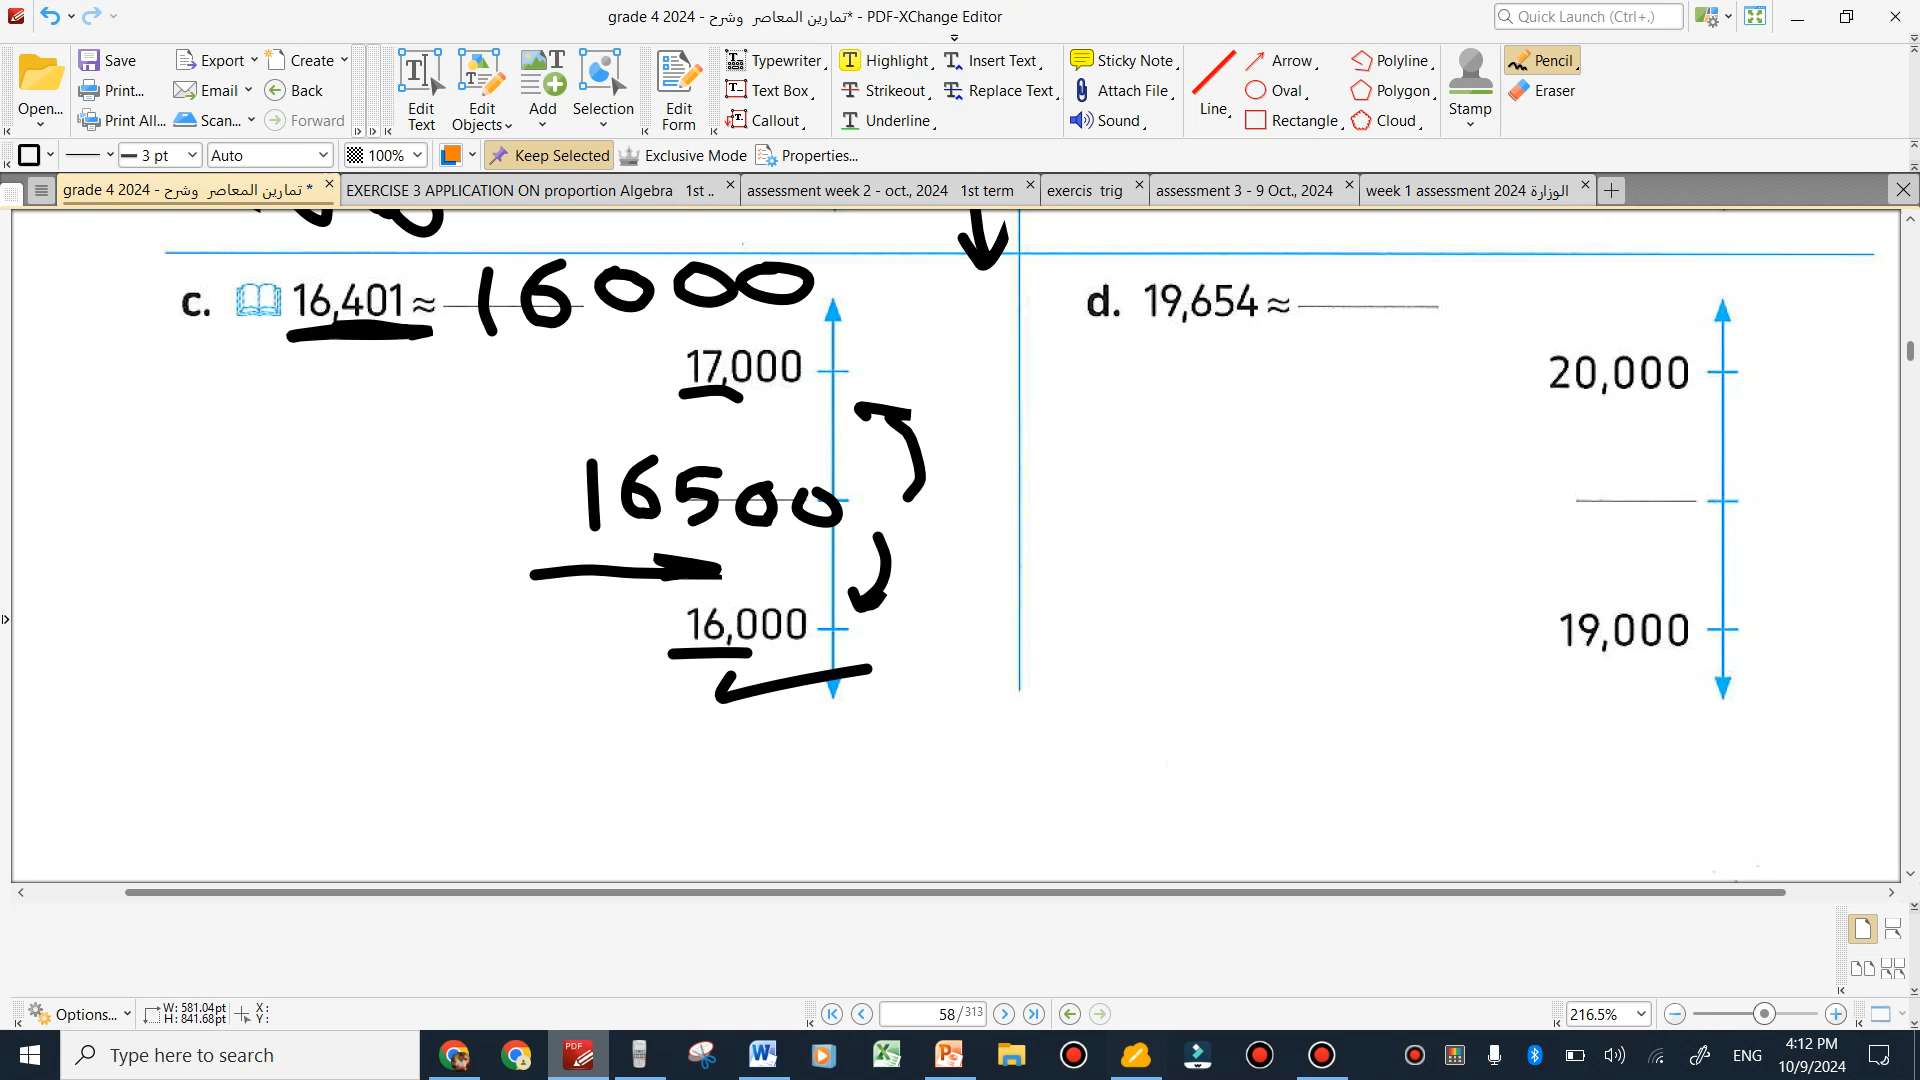 grade 4 2024 - تمارين المعاصر وشرح* - PDF-XChange Editor
Quick Launch (Ctrl+.)
Open...
Save
Print...
Print All...
Export
Email
Scan...
Create
Back
Forward
Edit Text
Edit Objects
Add
Selection
Edit Form
Typewriter
Text Box
Callout
Highlight
Strikeout
Underline
Insert Text
Replace Text
Sticky Note
Attach File
Sound
Line
Arrow
Oval
Rectangle
Polyline
Polygon
Cloud
Stamp
Pencil
Eraser
3 pt
Auto
100%
Keep Selected
Exclusive Mode
Properties...
grade 4 2024 - تمارين المعاصر وشرح *
EXERCISE 3 APPLICATION ON proportion Algebra 1st ..
assessment week 2 - oct., 2024 1st term
exercis trig
assessment 3 - 9 Oct., 2024
week 1 assessment 2024 الوزارة
c. 16,401 ≈ 16000
17,000
16500
16,000
d. 19,654 ≈
20,000
19,000
Options...
W: 581.04pt
H: 841.68pt
X:
Y:
58 / 313
216.5%
Type here to search
PDF
ENG
4:12 PM
10/9/2024